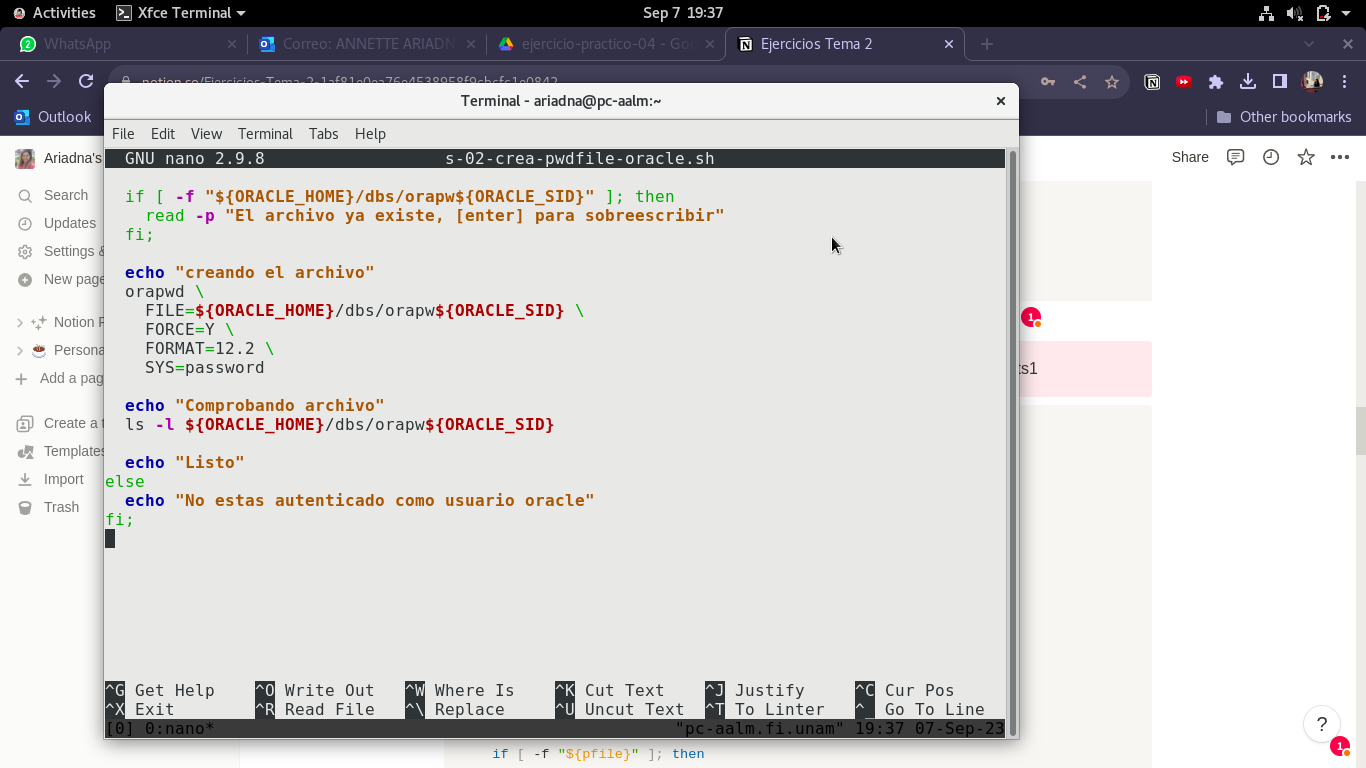 Activities
Xfce Terminal
Sep 7 19:37
2
WhatsApp
Correo: ANNETTE ARIADN
ejercicio-practico-04 - Goo
Ejercicios Tema 2
Outlook
Other bookmarks
Terminal - ariadna@pc-aalm:~
File Edit View Terminal Tabs Help
GNU nano 2.9.8 s-02-crea-pwdfile-oracle.sh
if [ -f "${ORACLE_HOME}/dbs/orapw${ORACLE_SID}" ]; then
read -p "El archivo ya existe, [enter] para sobreescribir"
fi;
echo "creando el archivo"
orapwd \
FILE=${ORACLE_HOME}/dbs/orapw${ORACLE_SID} \
FORCE=Y \
FORMAT=12.2 \
SYS=password
echo "Comprobando archivo"
ls -l ${ORACLE_HOME}/dbs/orapw${ORACLE_SID}
echo "Listo"
else
echo "No estas autenticado como usuario oracle"
fi;
^G Get Help ^O Write Out ^W Where Is ^K Cut Text ^J Justify ^C Cur Pos
^X Exit ^R Read File ^\ Replace ^U Uncut Text ^T To Linter ^_ Go To Line
[0] 0:nano* "pc-aalm.fi.unam" 19:37 07-Sep-23
Ariadna's
Search
Updates
Settings &
New page
Notion P
Persona
Add a pag
Create a t
Templates
Import
Trash
Share
1
ts1
?
1
if [ -f "${pfile}" ]; then